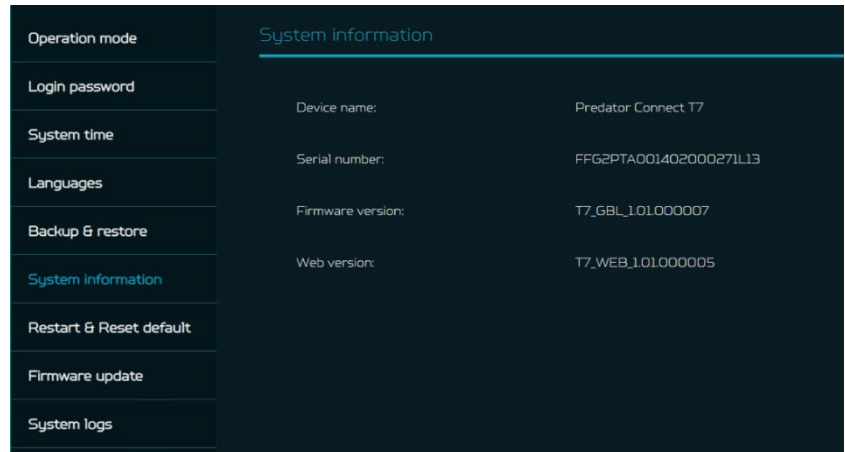 Operation mode
Login password
System time
Languages
Backup & restore
System information
Restart & Reset default
Firmware update
System logs
System information
Device name: Predator Connect T7
Serial number: FFG2PTA001402000271L13
Firmware version: T7_GBL_1.01.000007
Web version: T7_WEB_1.01.000005